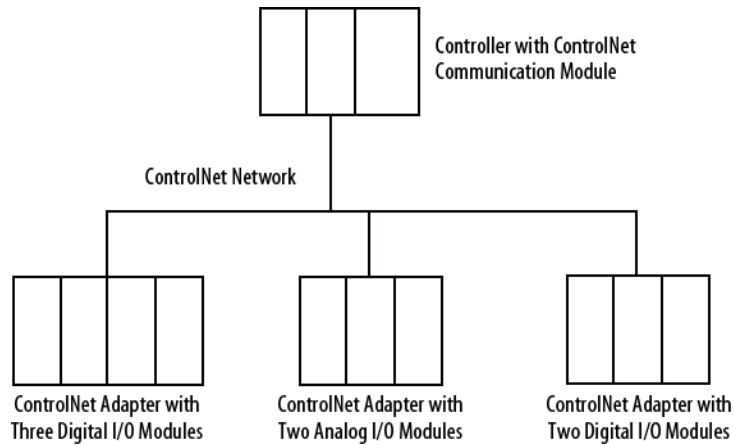 Controller with ControlNet
Communication Module
ControlNet Network
ControlNet Adapter with
Three Digital I/O Modules
ControlNet Adapter with
Two Analog I/O Modules
ControlNet Adapter with
Two Digital I/O Modules